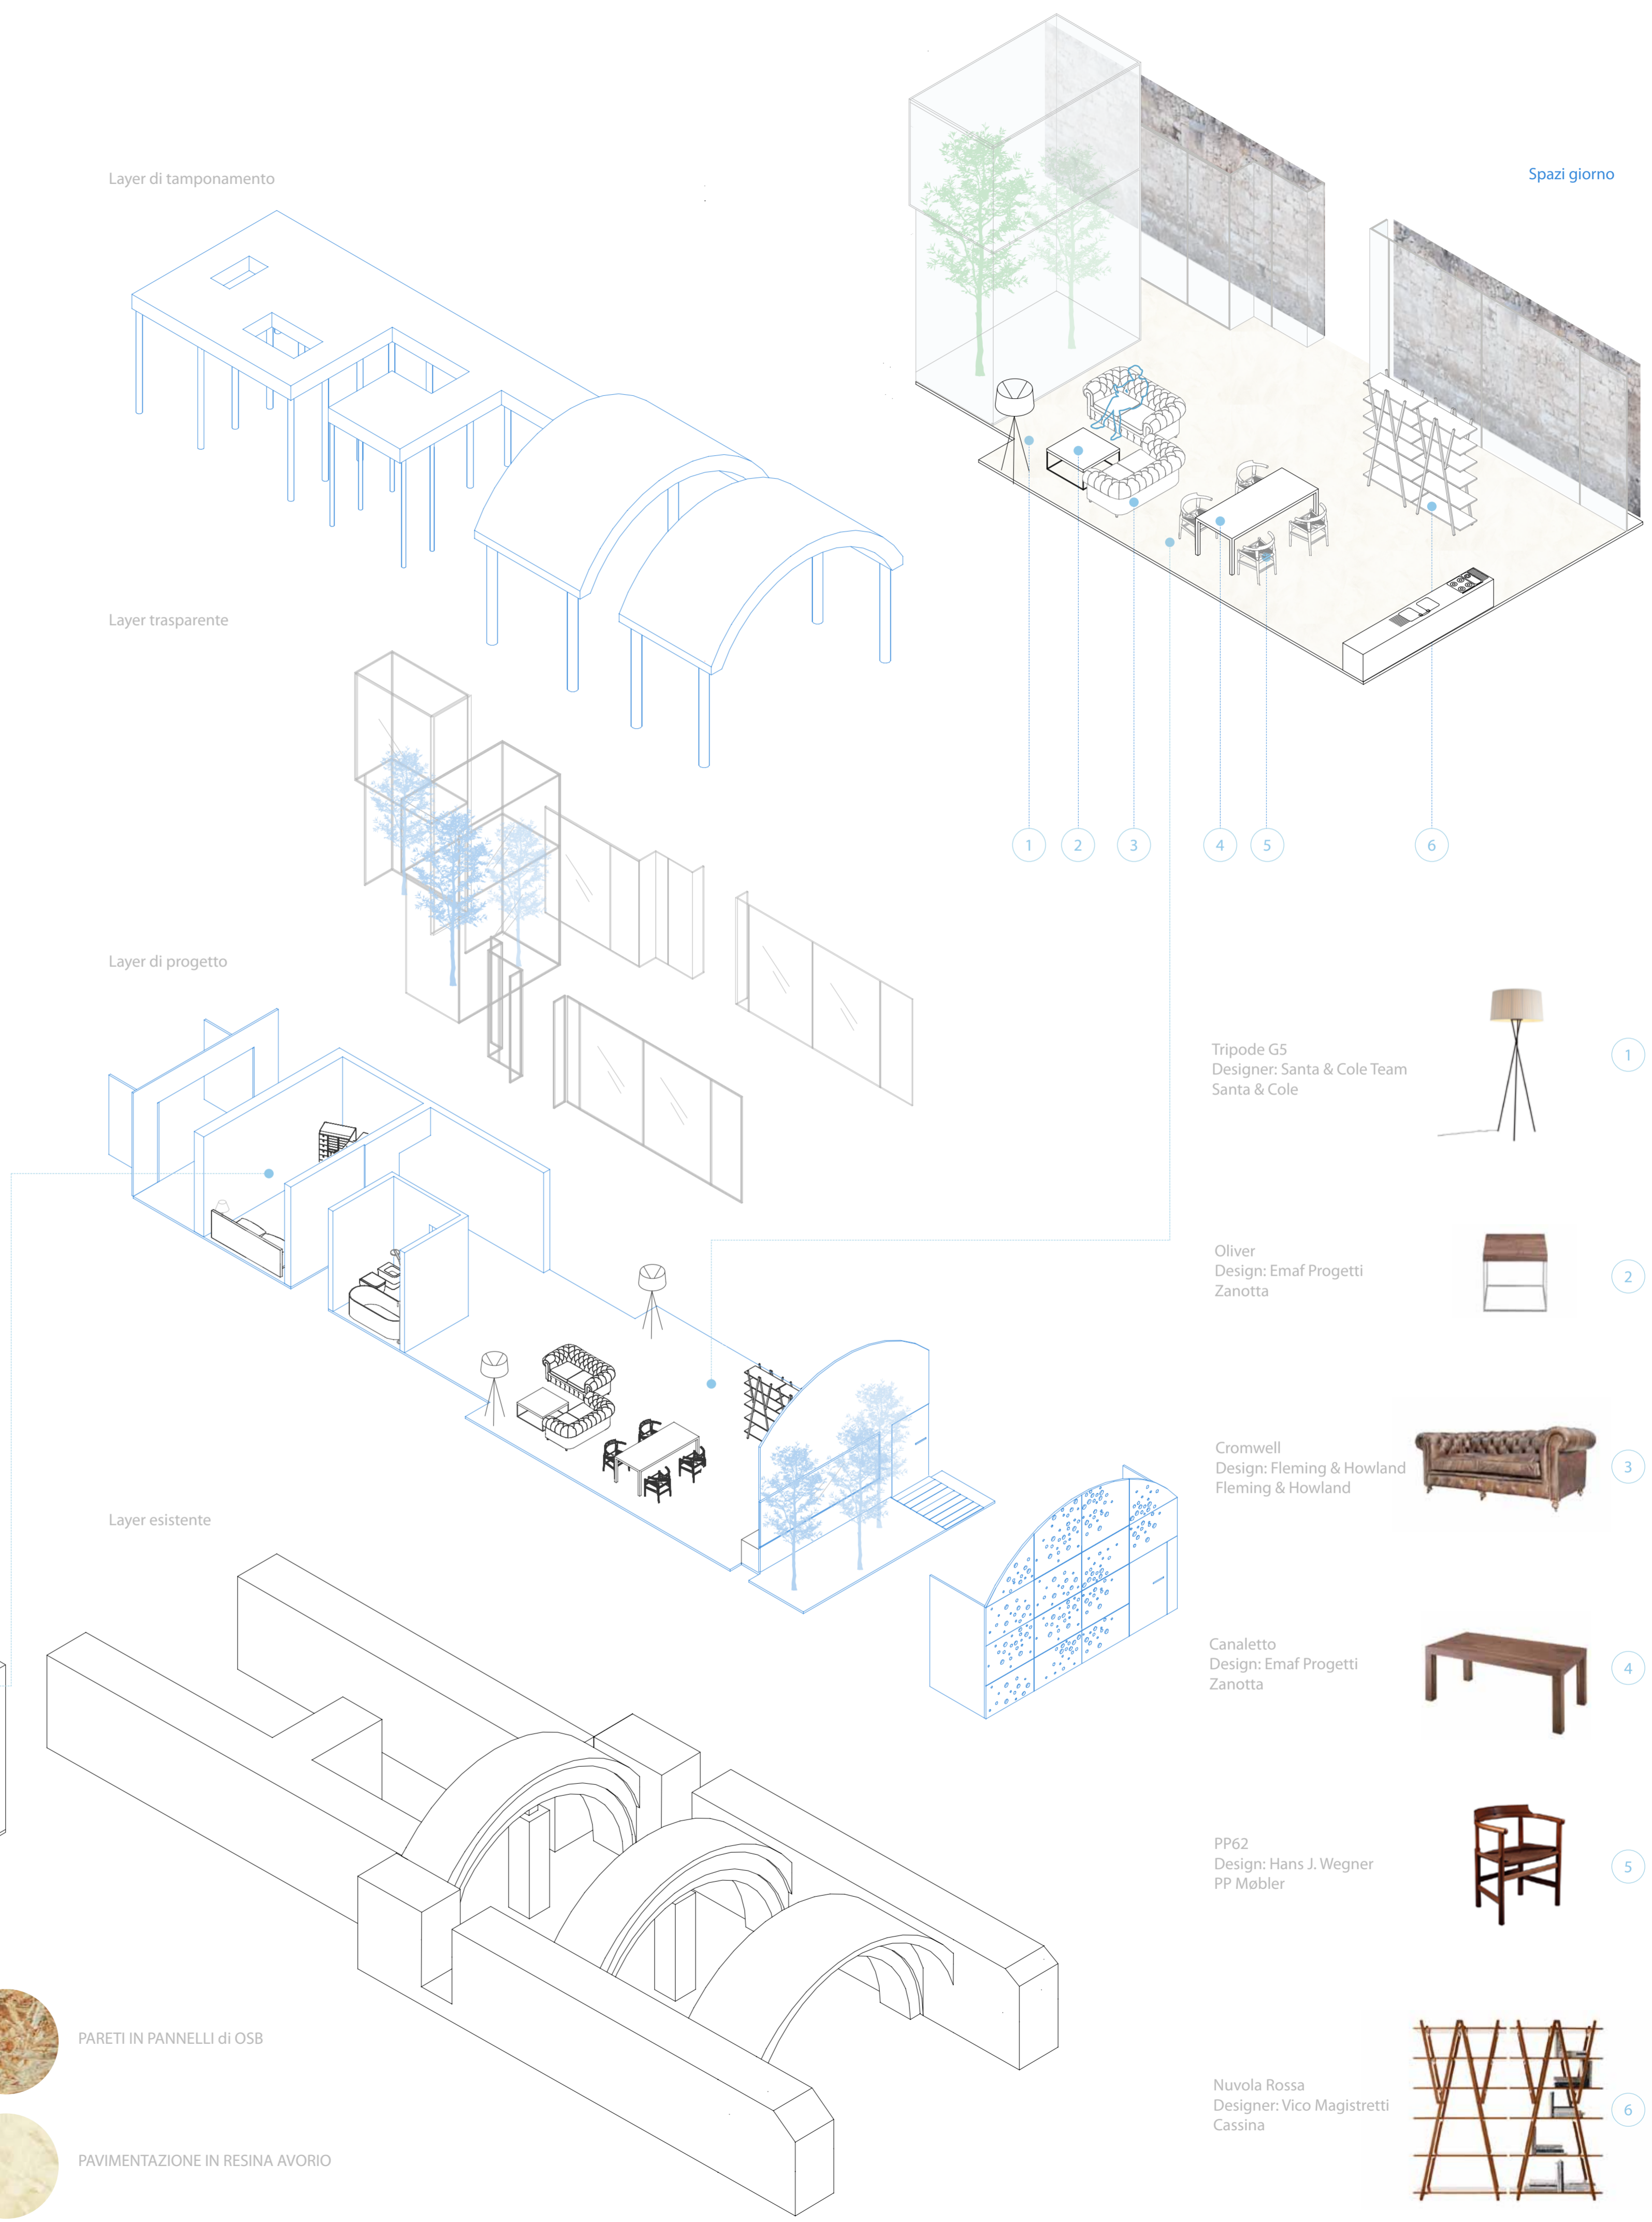 Layer di tamponamento
Spazi giorno
Layer trasparente
1
2
3
4
5
6
Layer di progetto
Tripode G5
Designer: Santa & Cole Team
Santa & Cole
1
Oliver
Design: Emaf Progetti
Zanotta
2
Cromwell
Design: Fleming & Howland
Fleming & Howland
3
Layer esistente
Canaletto
Design: Emaf Progetti
Zanotta
4
PP62
Design: Hans J. Wegner
PP Møbler
5
PARETI IN PANNELLI di OSB
Nuvola Rossa
Designer: Vico Magistretti
Cassina
6
PAVIMENTAZIONE IN RESINA AVORIO